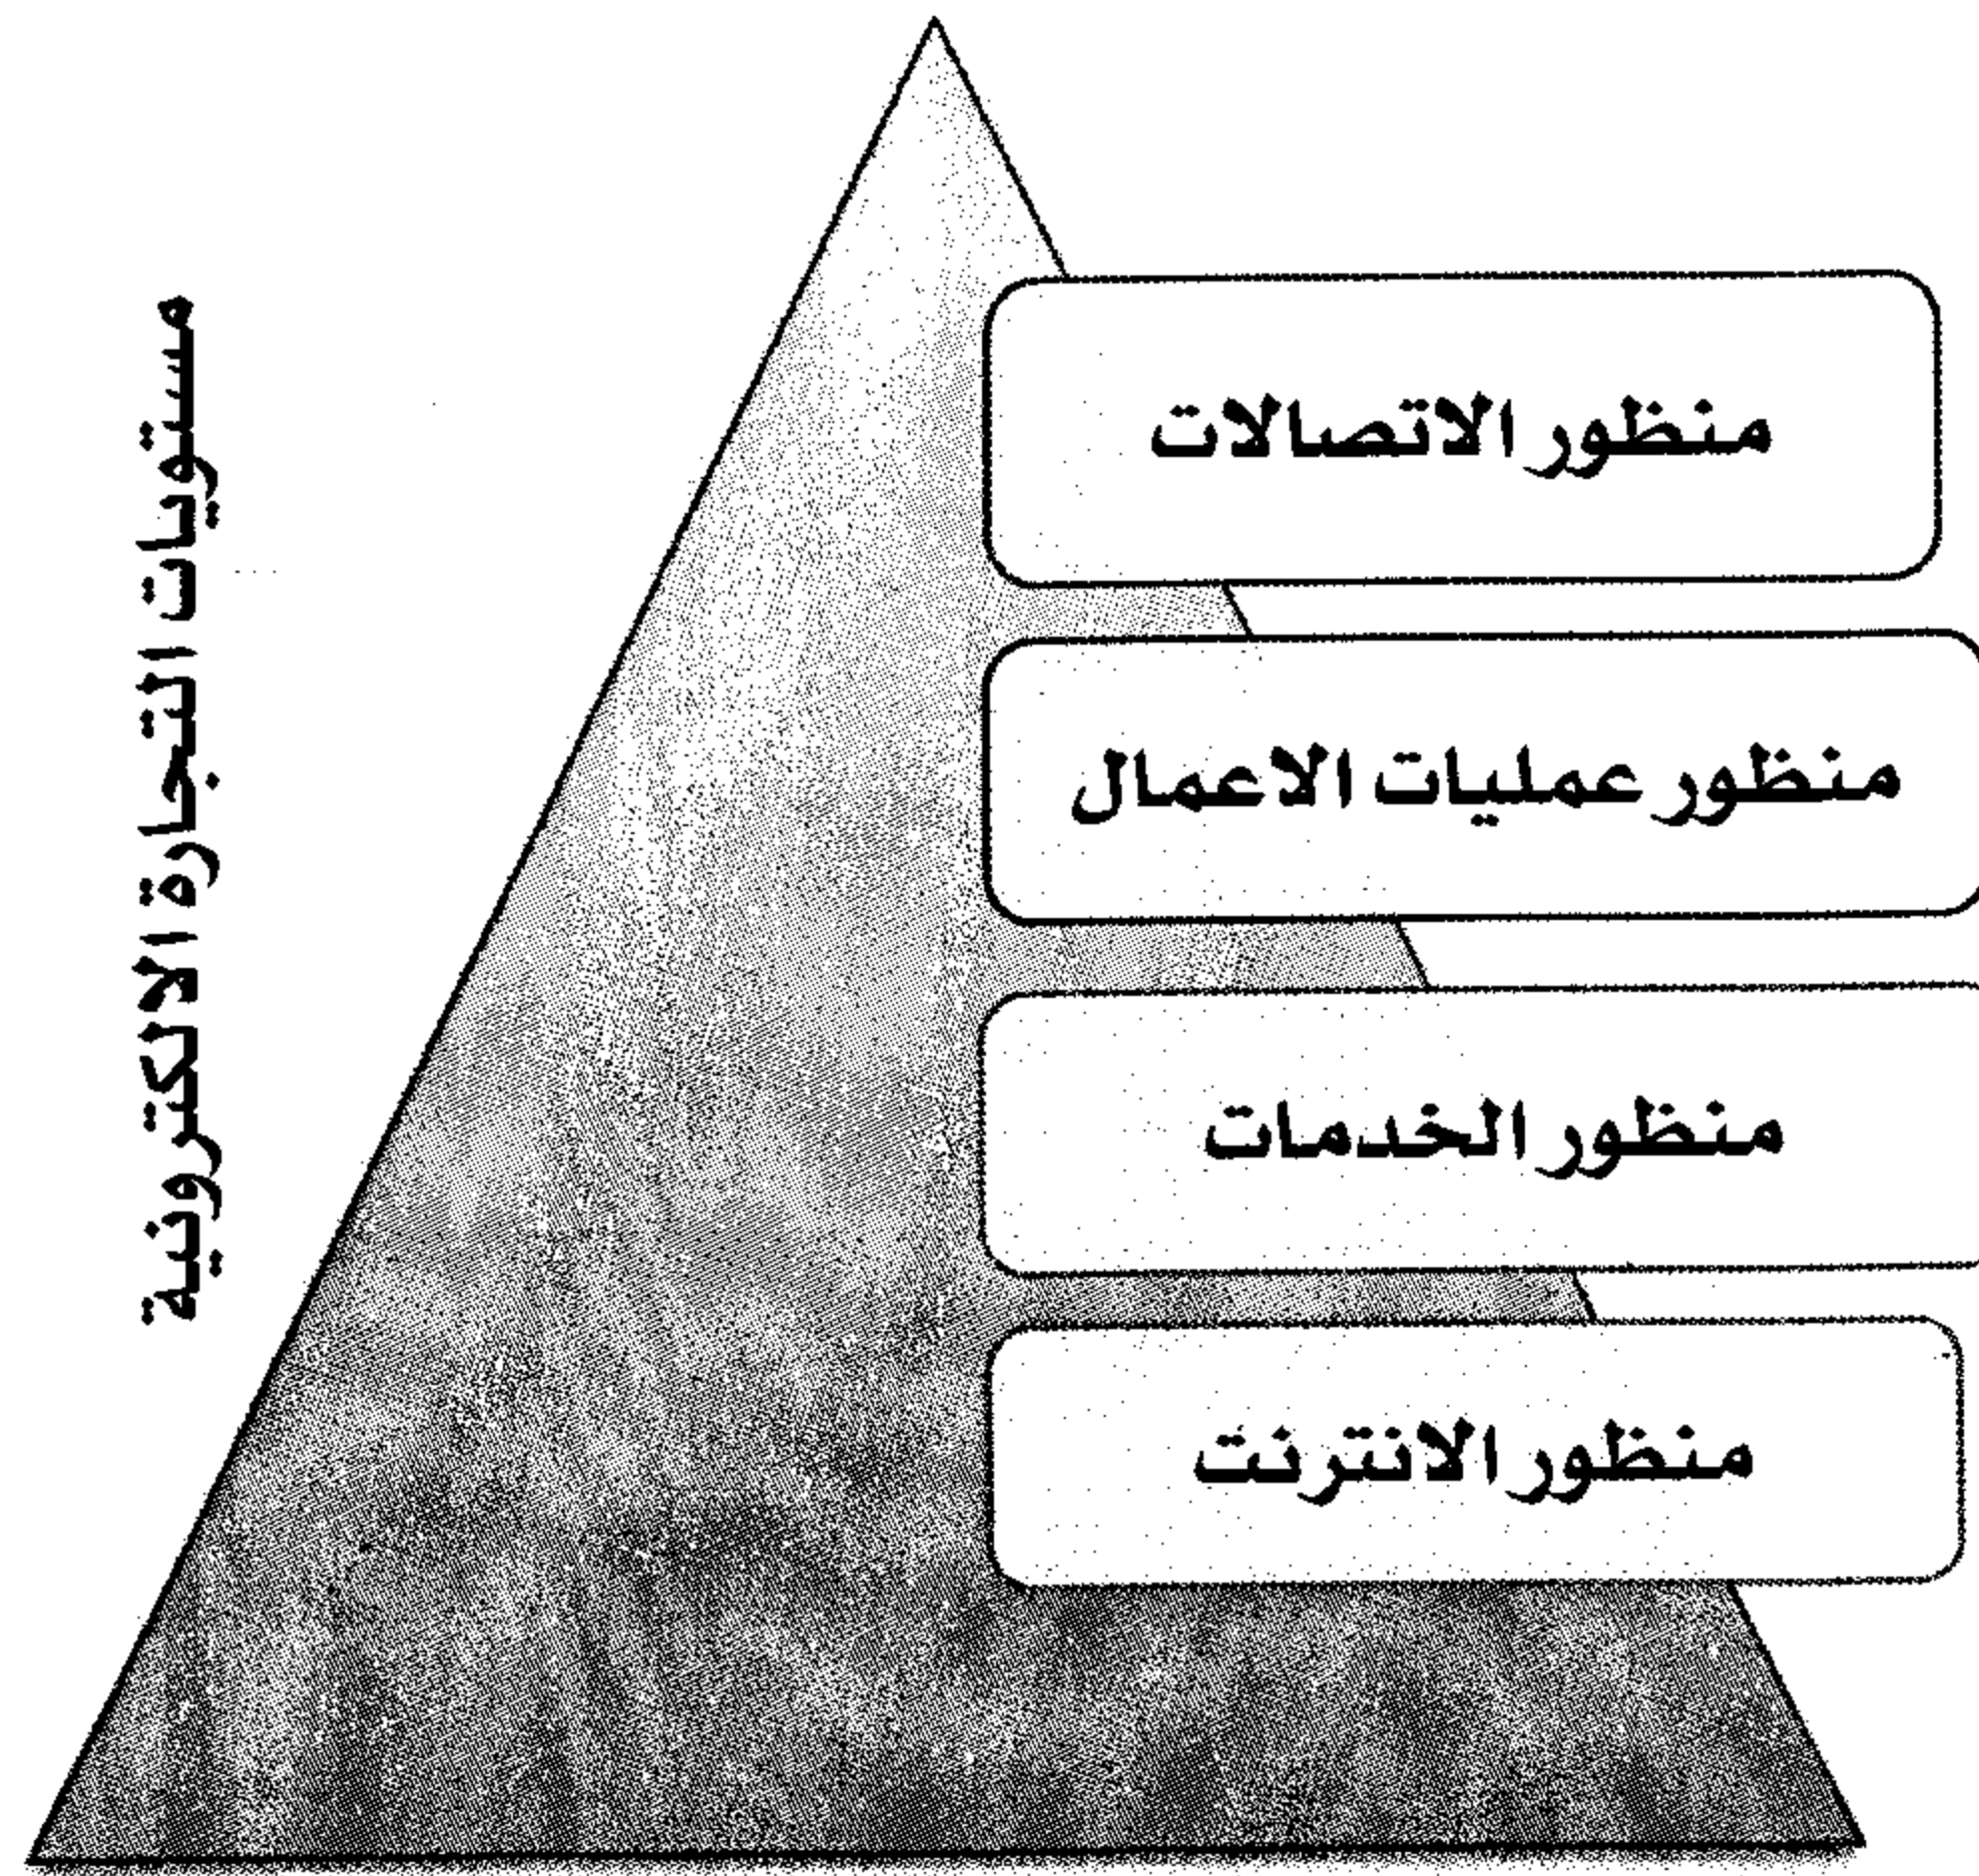 مستويات التجارة الالكترونية
منظور الاتصالات
منظور عمليات الاعمال
منظور الخدمات
منظور الانترنت